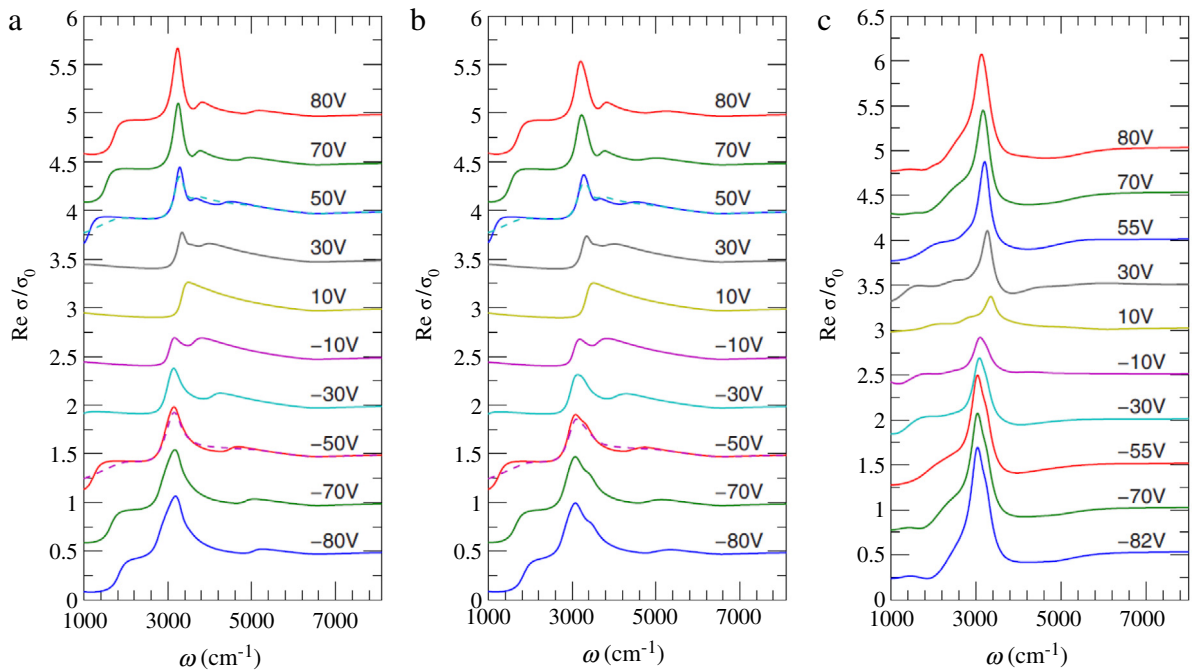 a
6
5.5
5
4.5
4
3.5
3
2.5
2
1.5
1
0.5
0
Re σ/σ0
80V
70V
50V
30V
10V
−10V
−30V
−50V
−70V
−80V
1000 3000 5000 7000
ω (cm−1)
b
6
5.5
5
4.5
4
3.5
3
2.5
2
1.5
1
0.5
0
Re σ/σ0
80V
70V
50V
30V
10V
−10V
−30V
−50V
−70V
−80V
1000 3000 5000 7000
ω (cm−1)
c
6.5
6
5.5
5
4.5
4
3.5
3
2.5
2
1.5
1
0.5
0
Re σ/σ0
80V
70V
55V
30V
10V
−10V
−30V
−55V
−70V
−82V
1000 3000 5000 7000
ω (cm−1)